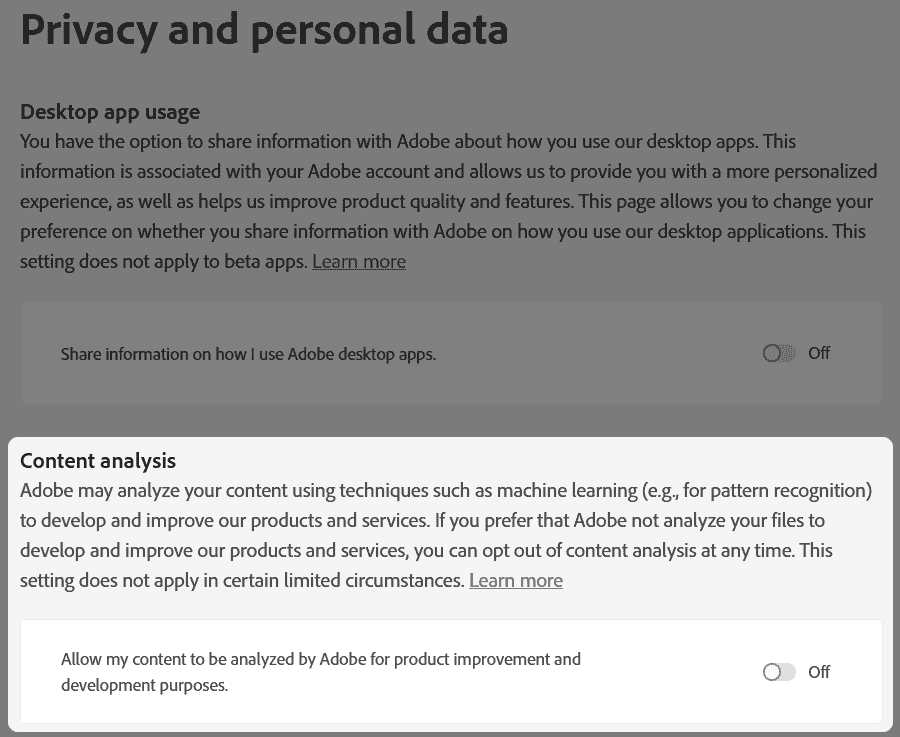 Privacy and personal data
Desktop app usage
You have the option to share information with Adobe about how you use our desktop apps. This
information is associated with your Adobe account and allows us to provide you with a more personalized
experience, as well as helps us improve product quality and features. This page allows you to change your
preference on whether you share information with Adobe on how you use our desktop applications. This
setting does not apply to beta apps. Learn more
Share information on how I use Adobe desktop apps.
Off
Content analysis
Adobe may analyze your content using techniques such as machine learning (e.g., for pattern recognition)
to develop and improve our products and services. If you prefer that Adobe not analyze your files to
develop and improve our products and services, you can opt out of content analysis at any time. This
setting does not apply in certain limited circumstances. Learn more
Allow my content to be analyzed by Adobe for product improvement and
development purposes.
Off